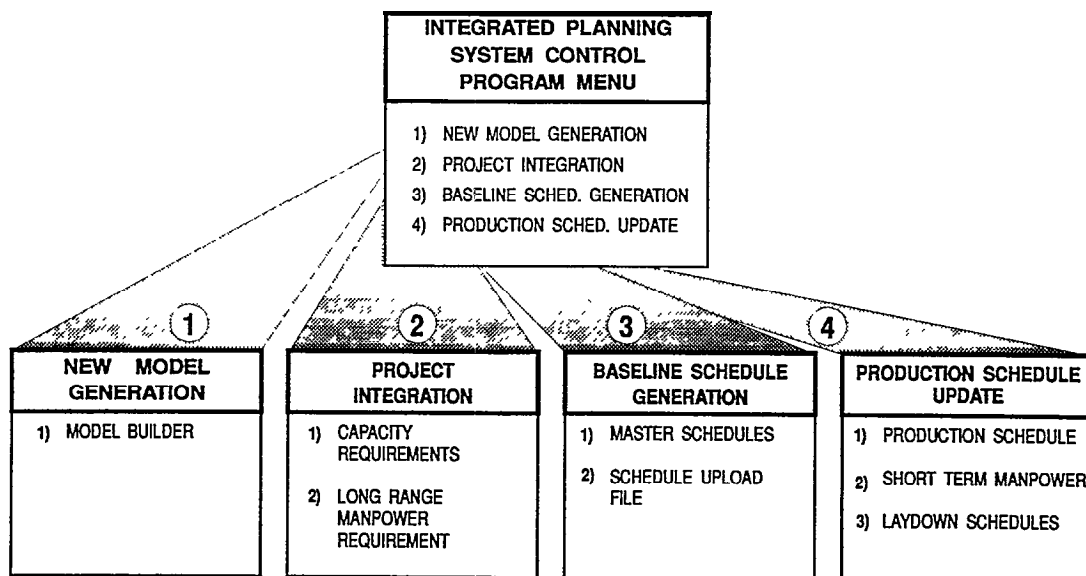 INTEGRATED PLANNING
SYSTEM CONTROL
PROGRAM MENU
1) NEW MODEL GENERATION
2) PROJECT INTEGRATION
3) BASELINE SCHED. GENERATION
4) PRODUCTION SCHED. UPDATE
1
NEW MODEL
GENERATION
1) MODEL BUILDER
2
PROJECT
INTEGRATION
1) CAPACITY
REQUIREMENTS
2) LONG RANGE
MANPOWER
REQUIREMENT
3
BASELINE SCHEDULE
GENERATION
1) MASTER SCHEDULES
2) SCHEDULE UPLOAD
FILE
4
PRODUCTION SCHEDULE
UPDATE
1) PRODUCTION SCHEDULE
2) SHORT TERM MANPOWER
3) LAYDOWN SCHEDULES